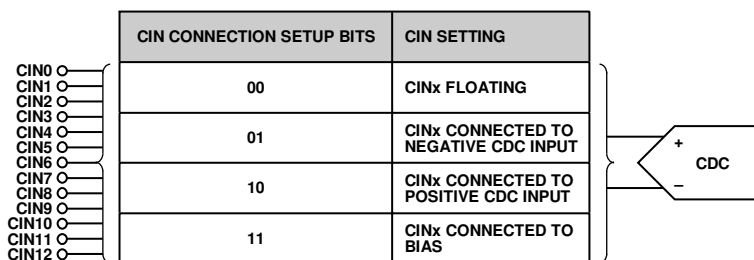 CIN CONNECTION SETUP BITS
CIN SETTING
CIN0
CIN1
CIN2
CIN3
CIN4
CIN5
CIN6
CIN7
CIN8
CIN9
CIN10
CIN11
CIN12
00
CINx FLOATING
01
CINx CONNECTED TO
NEGATIVE CDC INPUT
10
CINx CONNECTED TO
POSITIVE CDC INPUT
11
CINx CONNECTED TO
BIAS
+
–
CDC